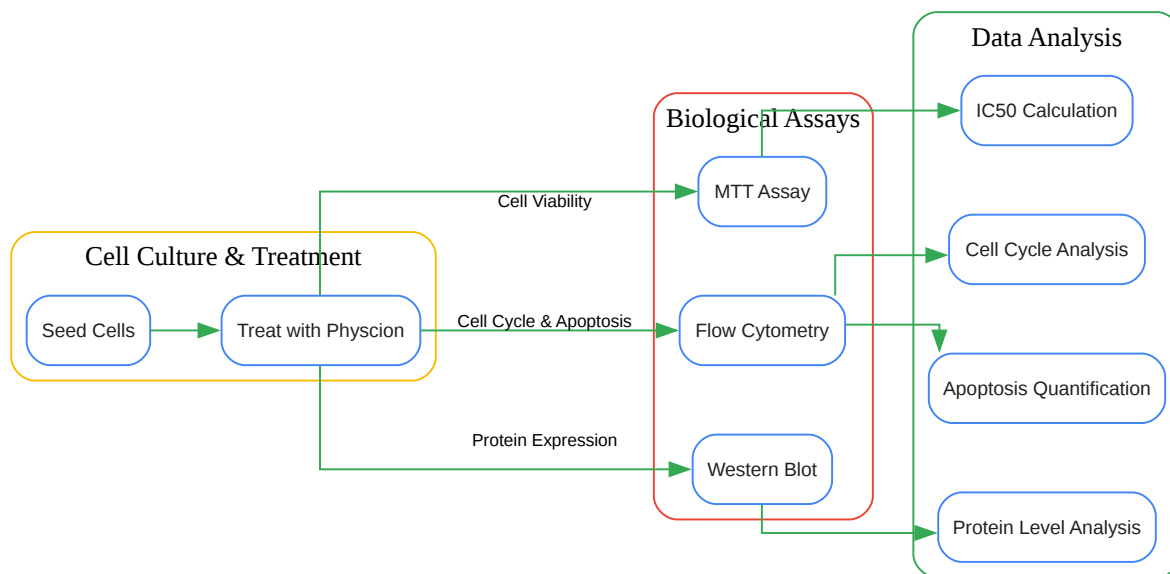 Data Analysis
IC50 Calculation
Biological Assays
MTT Assay
Cell Viability
Cell Culture & Treatment
Cell Cycle Analysis
Seed Cells
Treat with Physcion
Cell Cycle & Apoptosis
Flow Cytometry
Apoptosis Quantification
Protein Expression
Western Blot
Protein Level Analysis